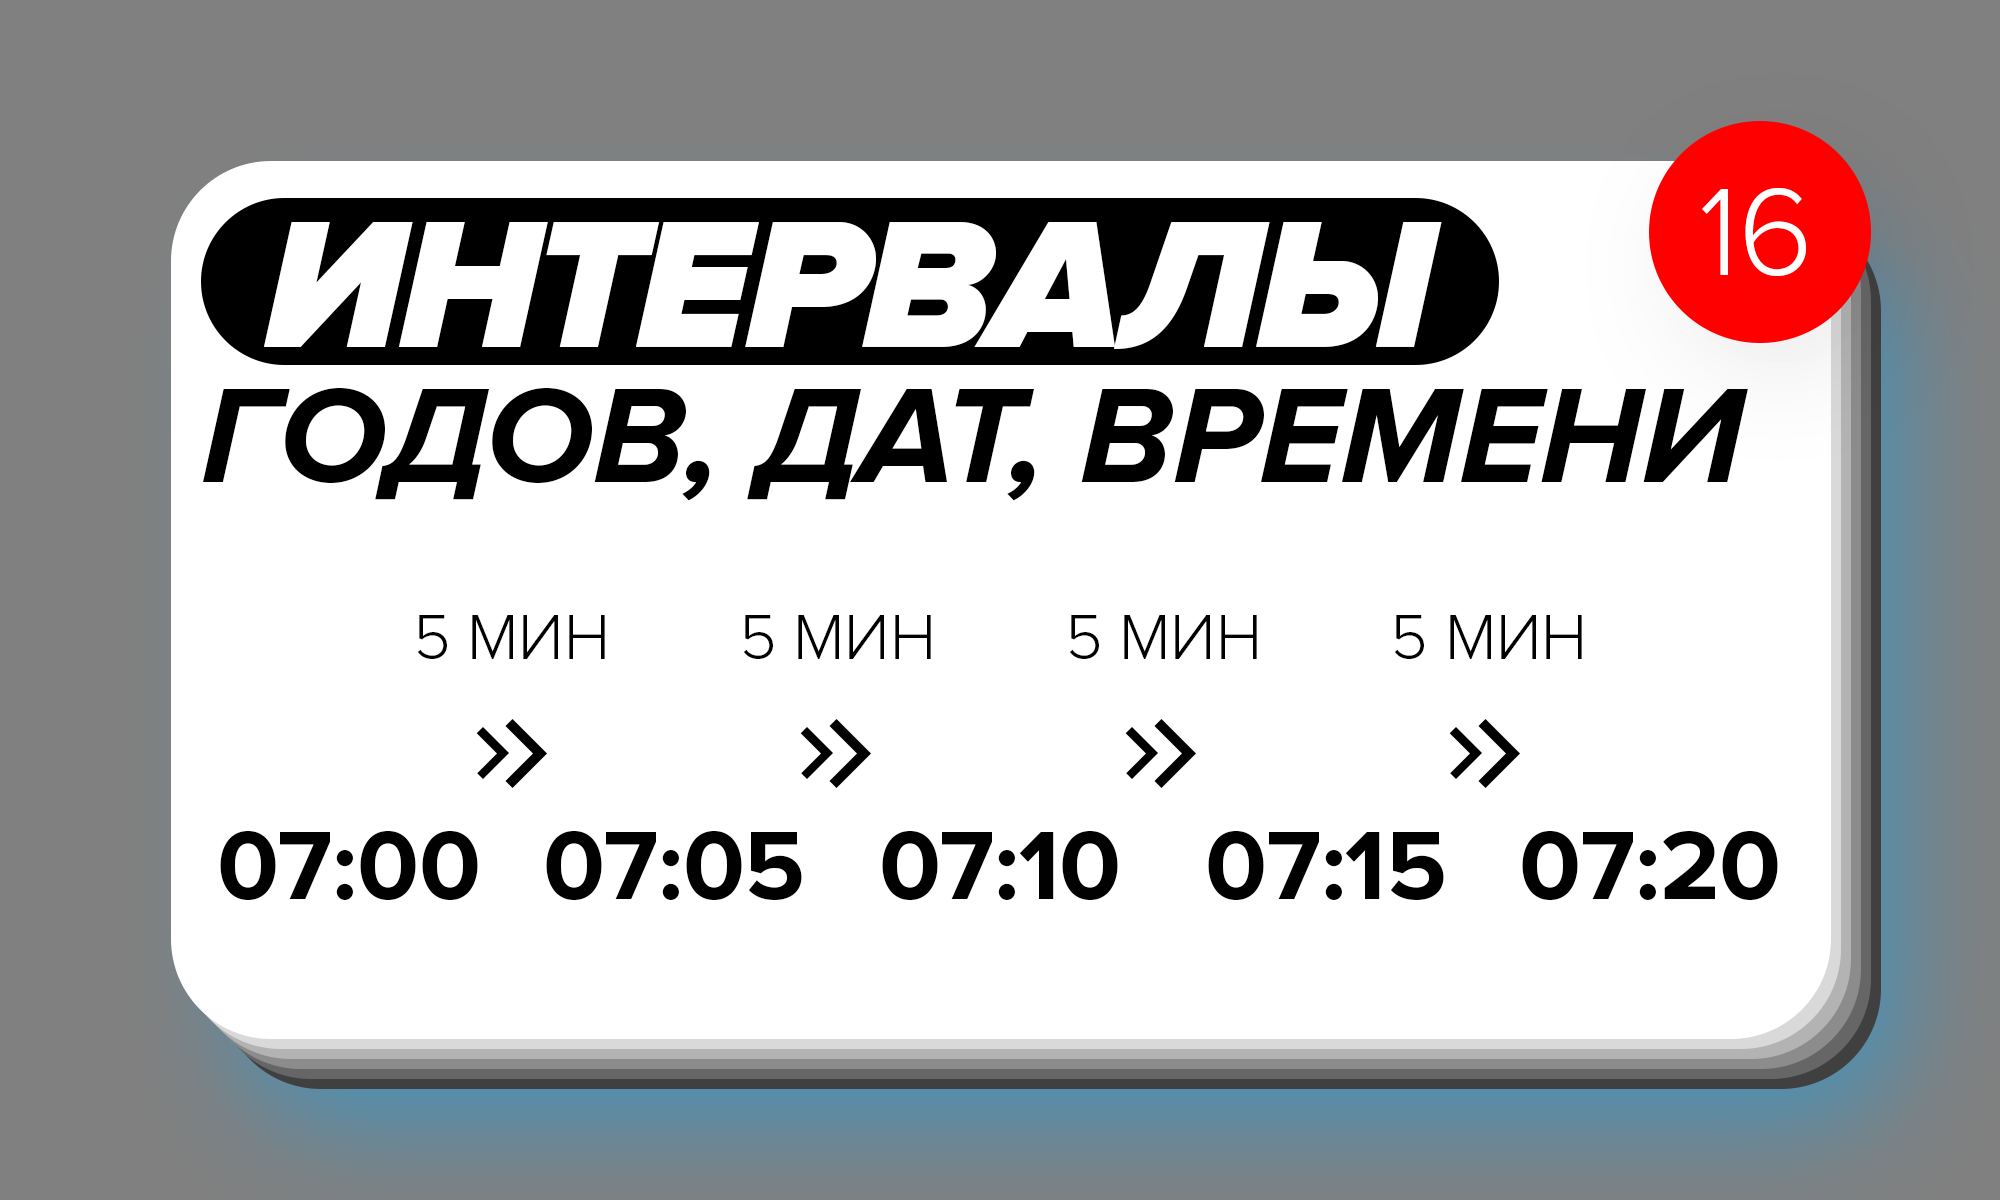 16
ИНТЕРВАЛЫ
ГОДОВ, ДАТ, ВРЕМЕНИ
5 МИН 5 МИН 5 МИН 5 МИН
07:00 07:05 07:10 07:15 07:20